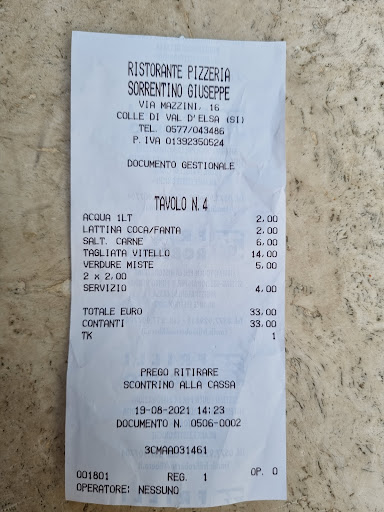 RISTORANTE PIZZERIA
SORRENTINO GIUSEPPE
VIA MAZZINI, 16
COLLE DI VAL D'ELSA (SI)
TEL. 0577/043486
P.IVA 01392350524
DOCUMENTO GESTIONALE
TAVOLO N.4
ACQUA 1LT 2,00
LATTINA COCA/FANTA 2,00
SALT. CARNE 6,00
TAGLIATA VITELLO 14,00
VERDURE MISTE 5,00
2 x 2,00
SERVIZIO 4,00
TOTALE EURO 33,00
CONTANTI 33,00
TK 1
PREGO RITIRARE
SCONTRINO ALLA CASSA
19-08-2021 14:23
DOCUMENTO N. 0506-0002
3CMAA031461
001801 REG. 1 OP. 0
OPERATORE: NESSUNO